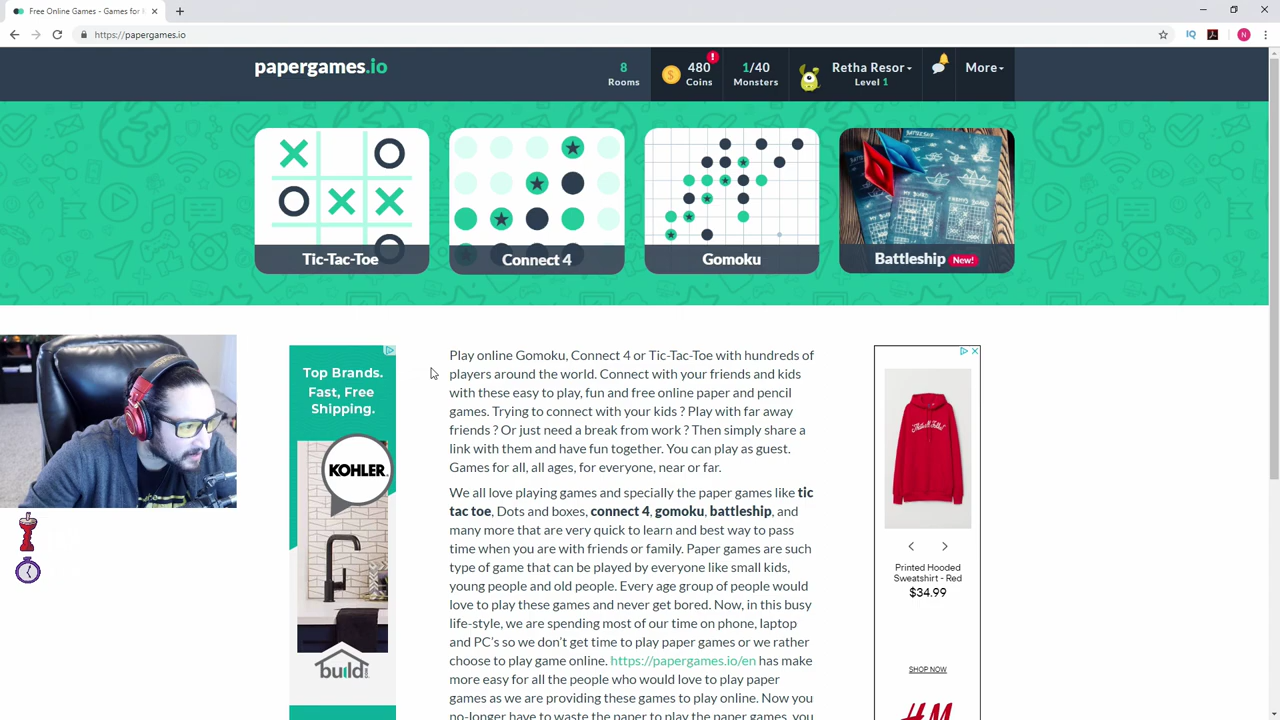 Free Online Games - Games for
https://papergames.io
IQ
N
papergames.io
8
Rooms
480
Coins
1/40
Monsters
Retha Resor
Level 1
More
Tic-Tac-Toe
Connect 4
Gomoku
Battleship New!
Top Brands.
Fast, Free
Shipping.
KOHLER.
build
Play online Gomoku, Connect 4 or Tic-Tac-Toe with hundreds of
players around the world. Connect with your friends and kids
with these easy to play, fun and free online paper and pencil
games. Trying to connect with your kids ? Play with far away
friends ? Or just need a break from work ? Then simply share a
link with them and have fun together. You can play as guest.
Games for all, all ages, for everyone, near or far.
We all love playing games and specially the paper games like tic
tac toe, Dots and boxes, connect 4, gomoku, battleship, and
many more that are very quick to learn and best way to pass
time when you are with friends or family. Paper games are such
type of game that can be played by everyone like small kids,
young people and old people. Every age group of people would
love to play these games and never get bored. Now, in this busy
life-style, we are spending most of our time on phone, laptop
and PC's so we don't get time to play paper games or we rather
choose to play game online. https://papergames.io/en has make
more easy for all the people who would love to play paper
games as we are providing these games to play online. Now you
no-longer have to waste the paper to play the paper games, you
Printed Hooded
Sweatshirt - Red
$34.99
SHOP NOW
H&M